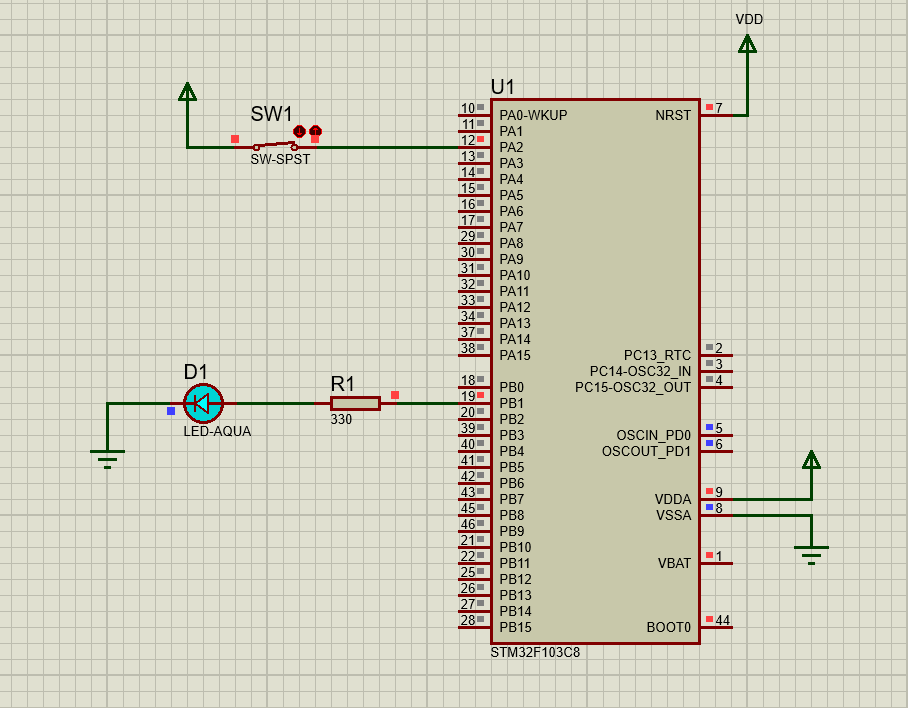 VDD
U1
SW1
SW-SPST
10 PA0-WKUP
11 PA1
12 PA2
13 PA3
14 PA4
15 PA5
16 PA6
17 PA7
29 PA8
30 PA9
31 PA10
32 PA11
33 PA12
34 PA13
37 PA14
38 PA15
18 PB0
19 PB1
20 PB2
39 PB3
40 PB4
41 PB5
42 PB6
43 PB7
45 PB8
46 PB9
21 PB10
22 PB11
25 PB12
26 PB13
27 PB14
28 PB15
NRST 7
PC13_RTC 2
PC14-OSC32_IN 3
PC15-OSC32_OUT 4
OSCIN_PD0 5
OSCOUT_PD1 6
VDDA 9
VSSA 8
VBAT 1
BOOT0 44
STM32F103C8
D1
LED-AQUA
R1
330